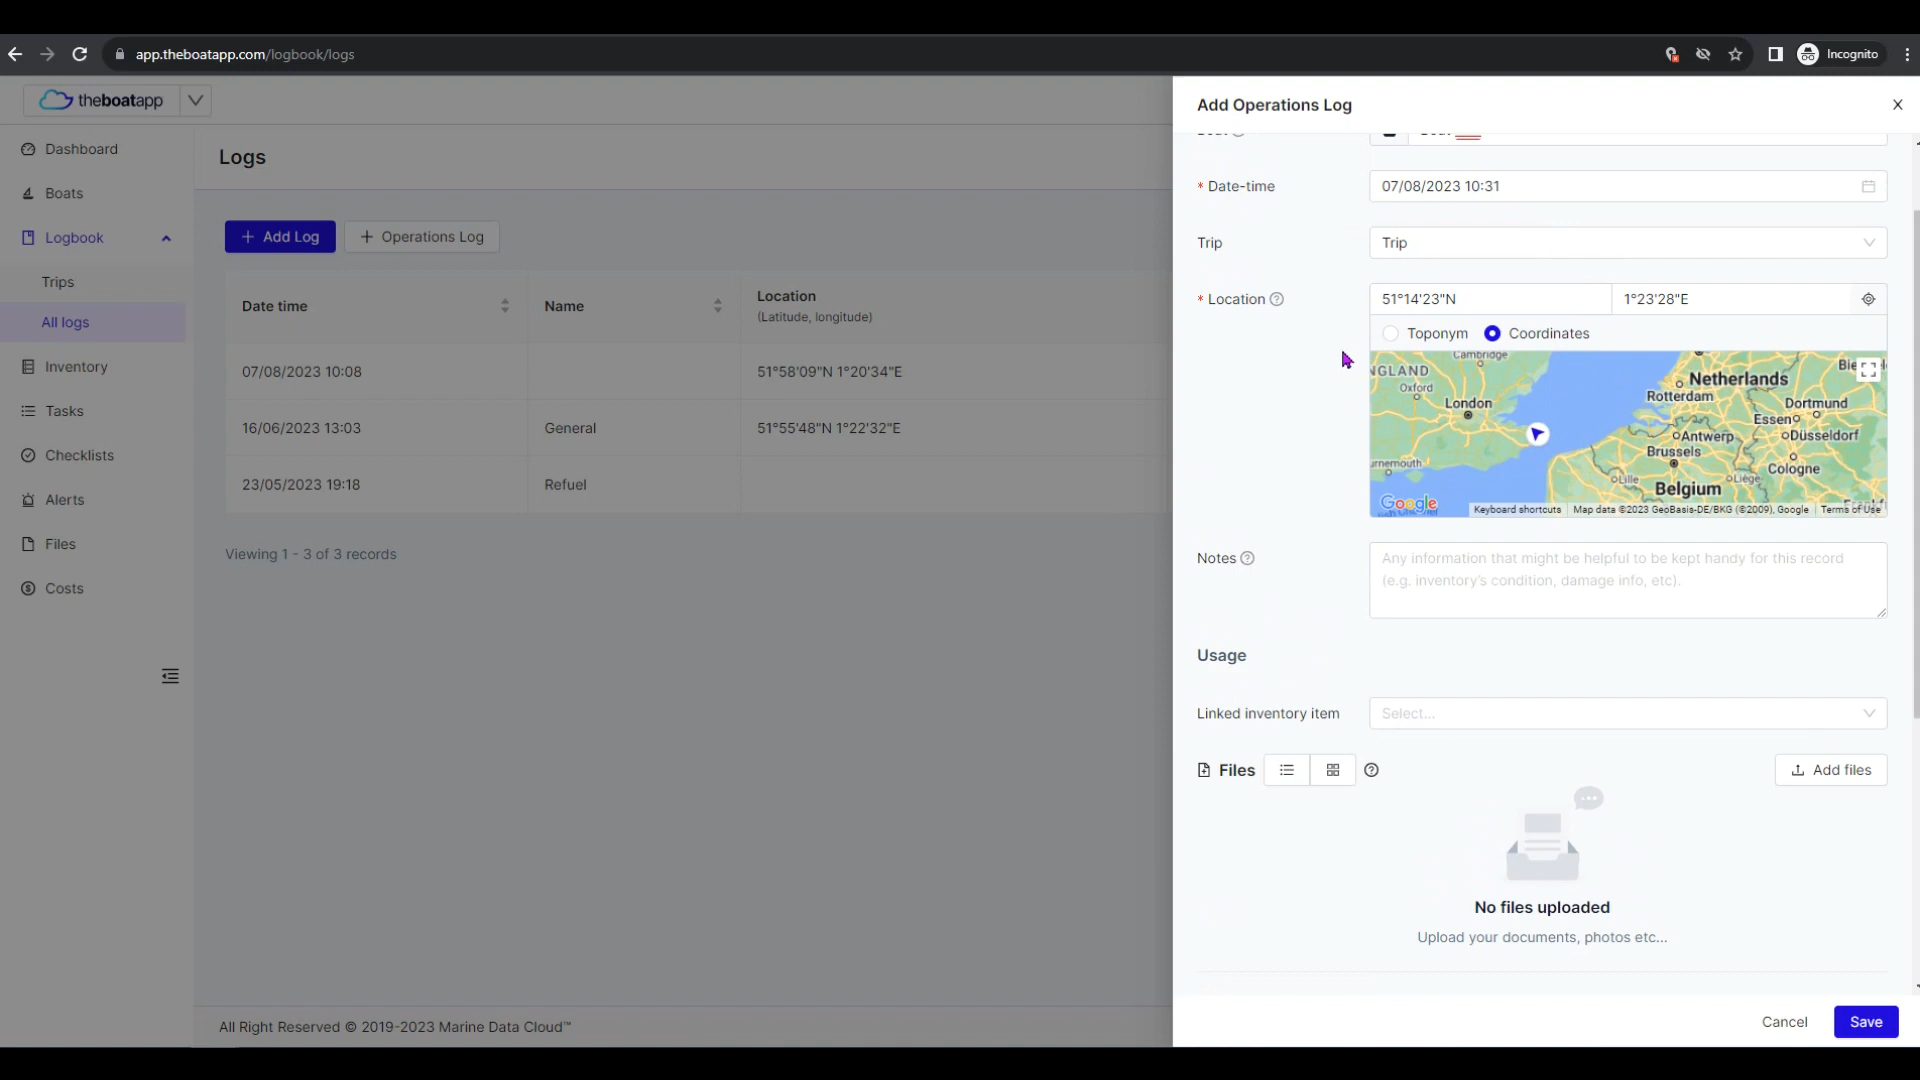 app.theboatapp.com/logbook/logs
Incognito
theboatapp
Dashboard
Boats
Logbook
Trips
All logs
Inventory
Tasks
Checklists
Alerts
Files
Costs
Logs
Add Log
Operations Log
Date time
Name
Location
(Latitude, longitude)
07/08/2023 10:08
51°58'09"N 1°20'34"E
16/06/2023 13:03
General
51°55'48"N 1°22'32"E
23/05/2023 19:18
Refuel
Viewing 1 - 3 of 3 records
All Right Reserved © 2019-2023 Marine Data Cloud™
Add Operations Log
* Date-time
07/08/2023 10:31
Trip
Trip
* Location
51°14'23"N
1°23'28"E
Toponym
Coordinates
Cambridge
NGLAND
Oxford
London
urnemouth
Netherlands
Rotterdam
Dortmund
Essen
Antwerp
Düsseldorf
Brussels
Cologne
Lille
Liège
Belgium
Google
Keyboard shortcuts
Map data ©2023 GeoBasis-DE/BKG (©2009), Google
Terms of Use
Notes
Any information that might be helpful to be kept handy for this record
(e.g. inventory's condition, damage info, etc).
Usage
Linked inventory item
Select...
Files
Add files
No files uploaded
Upload your documents, photos etc...
Cancel
Save